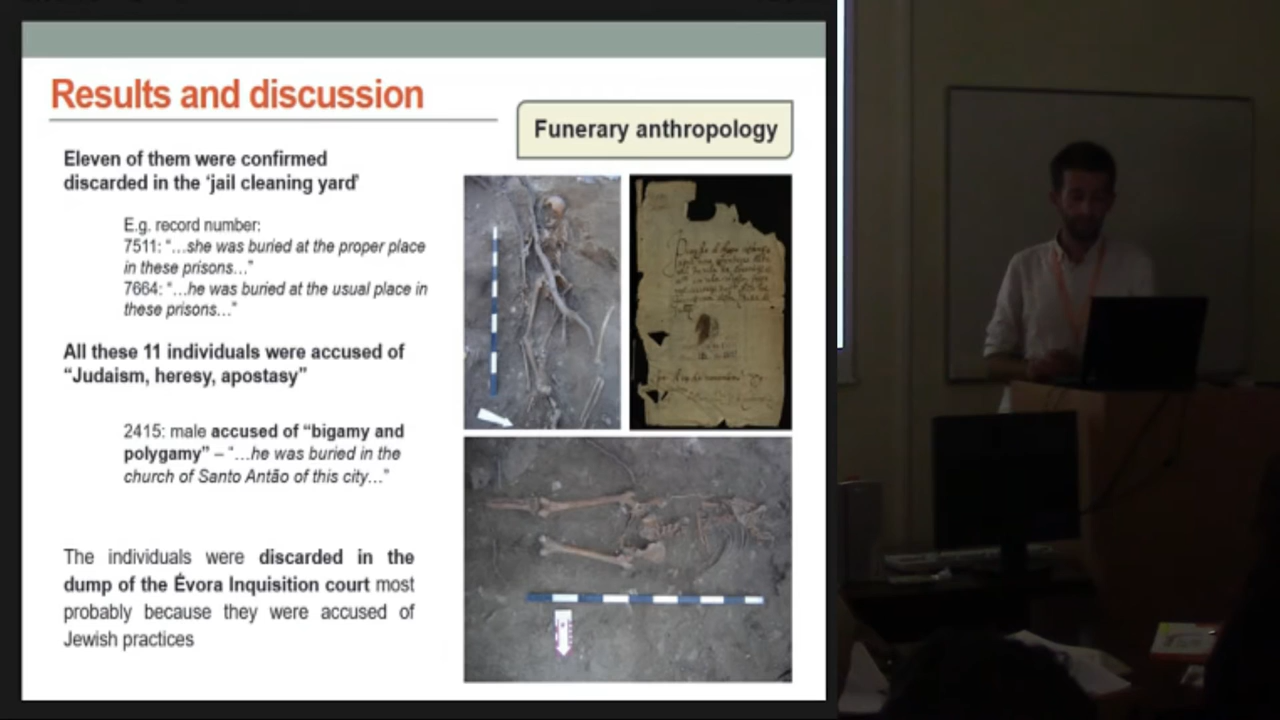 Results and discussion
Funerary anthropology
Eleven of them were confirmed
discarded in the ‘jail cleaning yard’
E.g. record number:
7511: “…she was buried at the proper place
in these prisons…”
7664: “…he was buried at the usual place in
these prisons…”
All these 11 individuals were accused of
“Judaism, heresy, apostasy”
2415: male accused of “bigamy and
polygamy” – “…he was buried in the
church of Santo Antão of this city…”
The individuals were discarded in the
dump of the Évora Inquisition court most
probably because they were accused of
Jewish practices